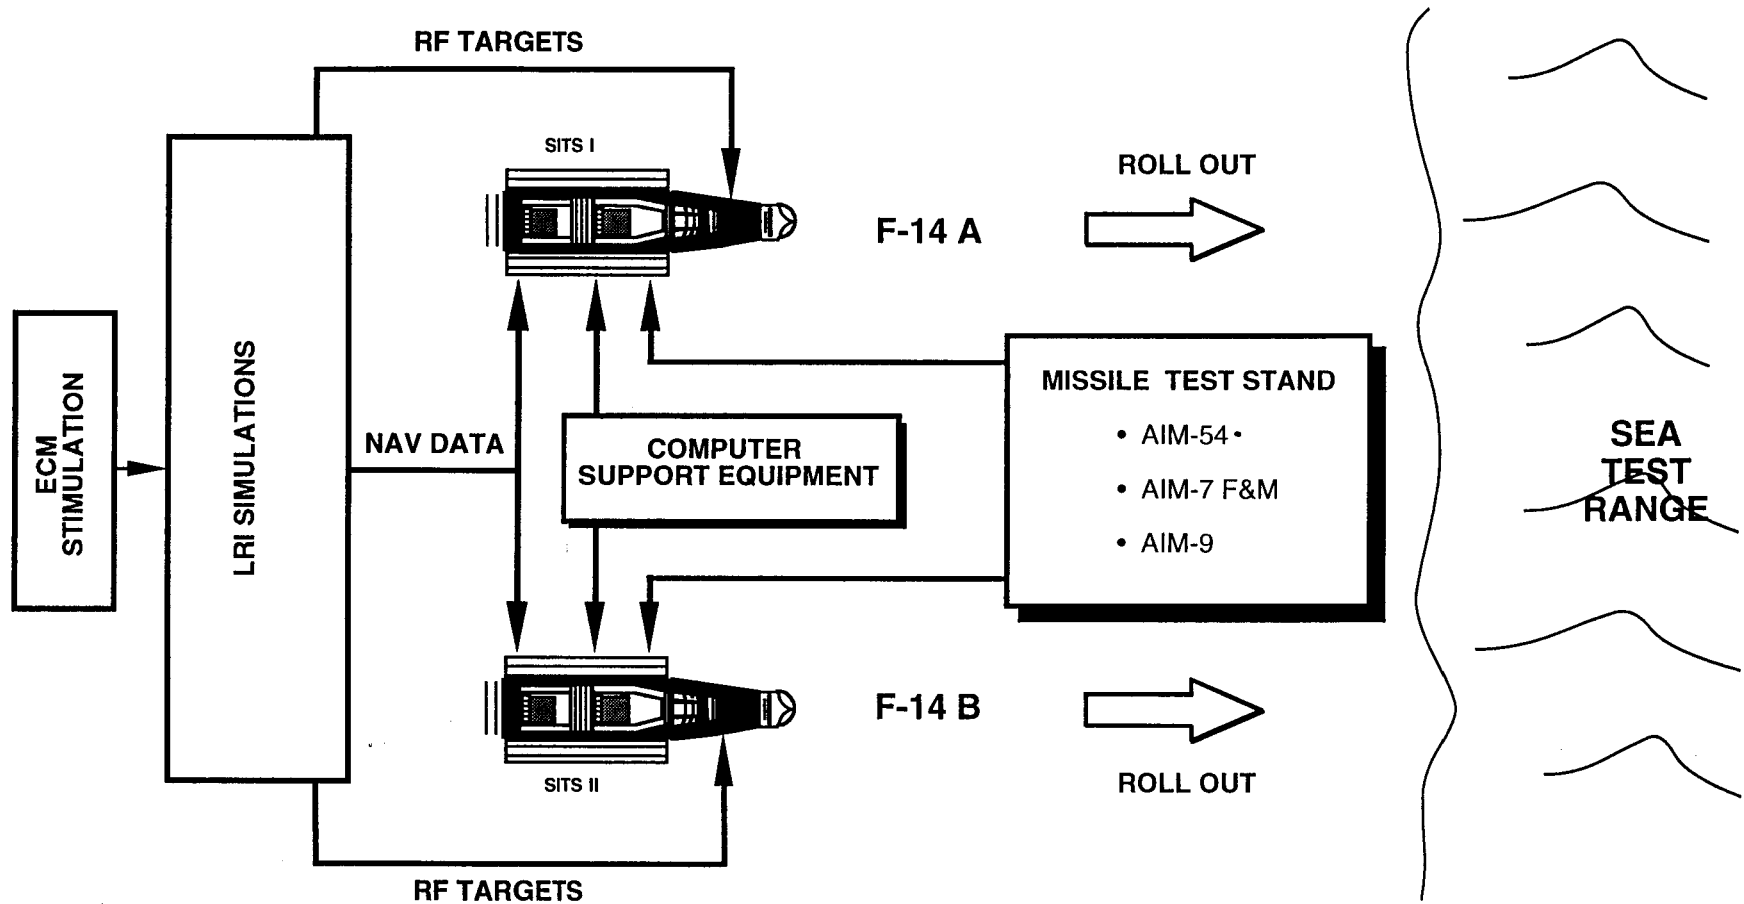 RF TARGETS
SITS I
ROLL OUT
F-14 A
ECM
STIMULATION
LRI SIMULATIONS
NAV DATA
COMPUTER
SUPPORT EQUIPMENT
MISSILE TEST STAND
• AIM-54
• AIM-7 F&M
• AIM-9
SEA
TEST
RANGE
F-14 B
SITS II
ROLL OUT
RF TARGETS